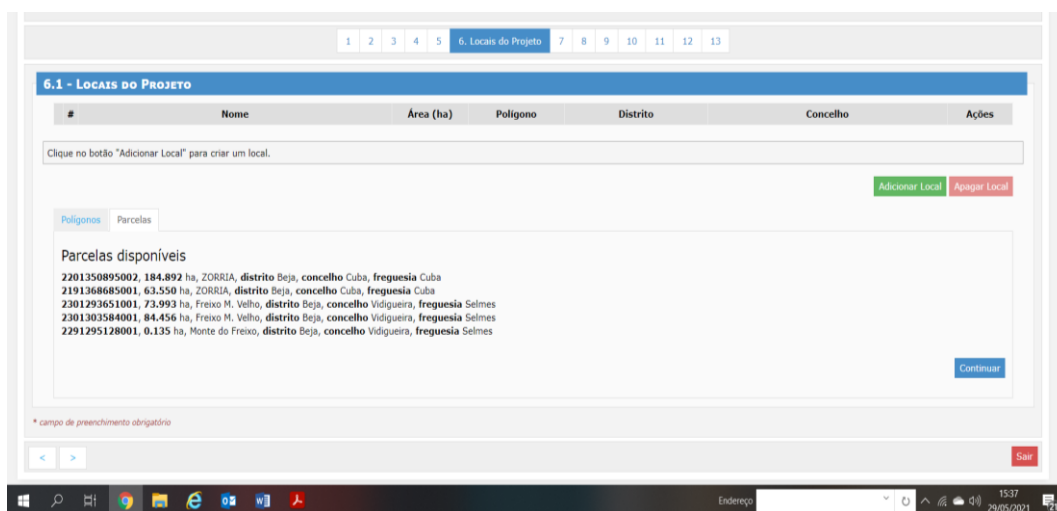 1 2 3 4 5 6. Locais do Projeto 7 8 9 10 11 12 13
6.1 - Locais do Projeto
# Nome Área (ha) Polígono Distrito Concelho Ações
Clique no botão "Adicionar Local" para criar um local.
Adicionar Local Apagar Local
Polígonos Parcelas
Parcelas disponíveis
2201350895002, 184.892 ha, ZORRIA, distrito Beja, concelho Cuba, freguesia Cuba
2191368685001, 63.550 ha, ZORRIA, distrito Beja, concelho Cuba, freguesia Cuba
2301293651001, 73.993 ha, Freixo M. Velho, distrito Beja, concelho Vidigueira, freguesia Selmes
2301303584001, 84.456 ha, Freixo M. Velho, distrito Beja, concelho Vidigueira, freguesia Selmes
2291295128001, 0.135 ha, Monte do Freixo, distrito Beja, concelho Vidigueira, freguesia Selmes
Continuar
* campo de preenchimento obrigatório
< >
Sair
Endereço
15:37
29/05/2021